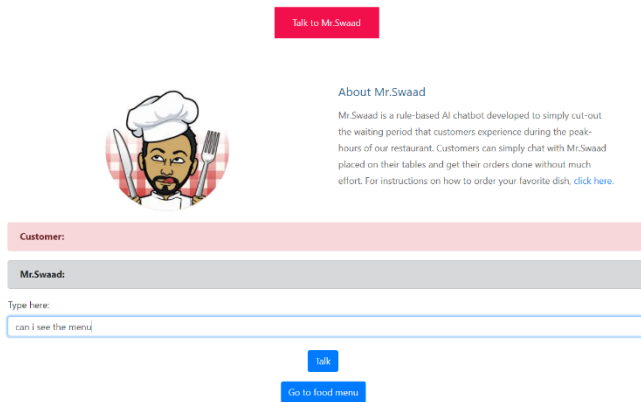 Talk to Mr.Swaad
About Mr.Swaad
Mr.Swaad is a rule-based AI chatbot developed to simply cut-out
the waiting period that customers experience during the peak-
hours of our restaurant. Customers can simply chat with Mr.Swaad
placed on their tables and get their orders done without much
effort. For instructions on how to order your favorite dish, click here.
Customer:
Mr.Swaad:
Type here:
can i see the menu
Talk
Go to food menu